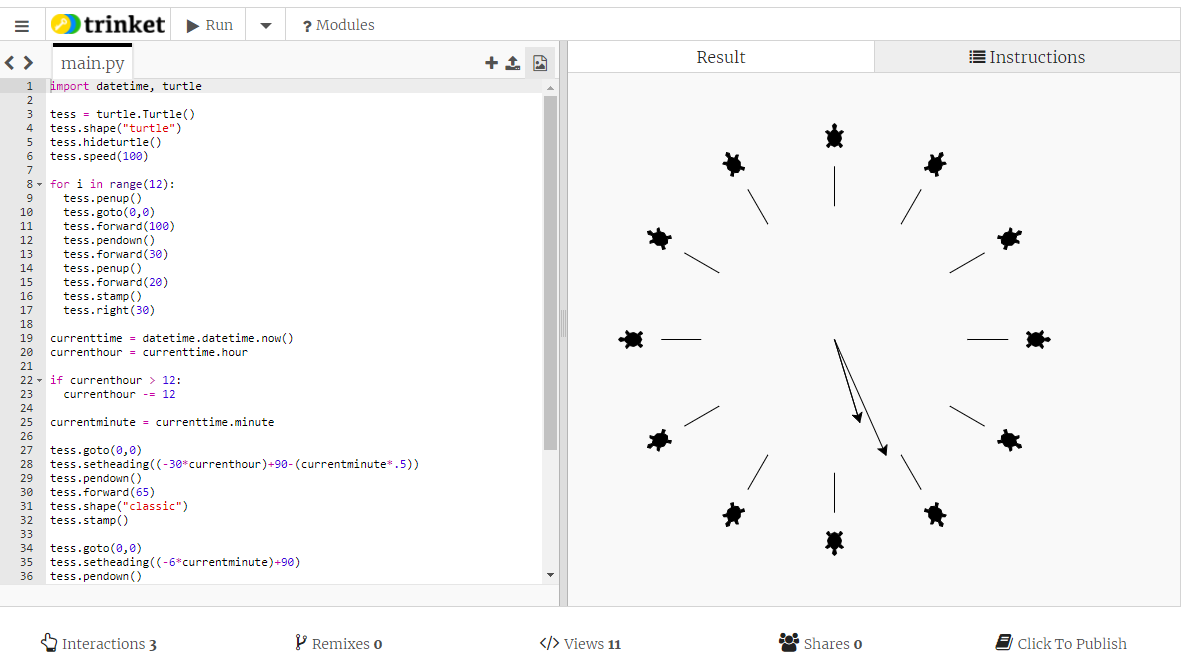 trinket Run ? Modules
main.py
Result Instructions
1 import datetime, turtle
2
3 tess = turtle.Turtle()
4 tess.shape("turtle")
5 tess.hideturtle()
6 tess.speed(100)
7
8 for i in range(12):
9 tess.penup()
10 tess.goto(0,0)
11 tess.forward(100)
12 tess.pendown()
13 tess.forward(30)
14 tess.penup()
15 tess.forward(20)
16 tess.stamp()
17 tess.right(30)
18
19 currenttime = datetime.datetime.now()
20 currenthour = currenttime.hour
21
22 if currenthour > 12:
23 currenthour -= 12
24
25 currentminute = currenttime.minute
26
27 tess.goto(0,0)
28 tess.setheading((-30*currenthour)+90-(currentminute*.5))
29 tess.pendown()
30 tess.forward(65)
31 tess.shape("classic")
32 tess.stamp()
33
34 tess.goto(0,0)
35 tess.setheading((-6*currentminute)+90)
36 tess.pendown()
Interactions 3 Remixes 0 </> Views 11 Shares 0 Click To Publish